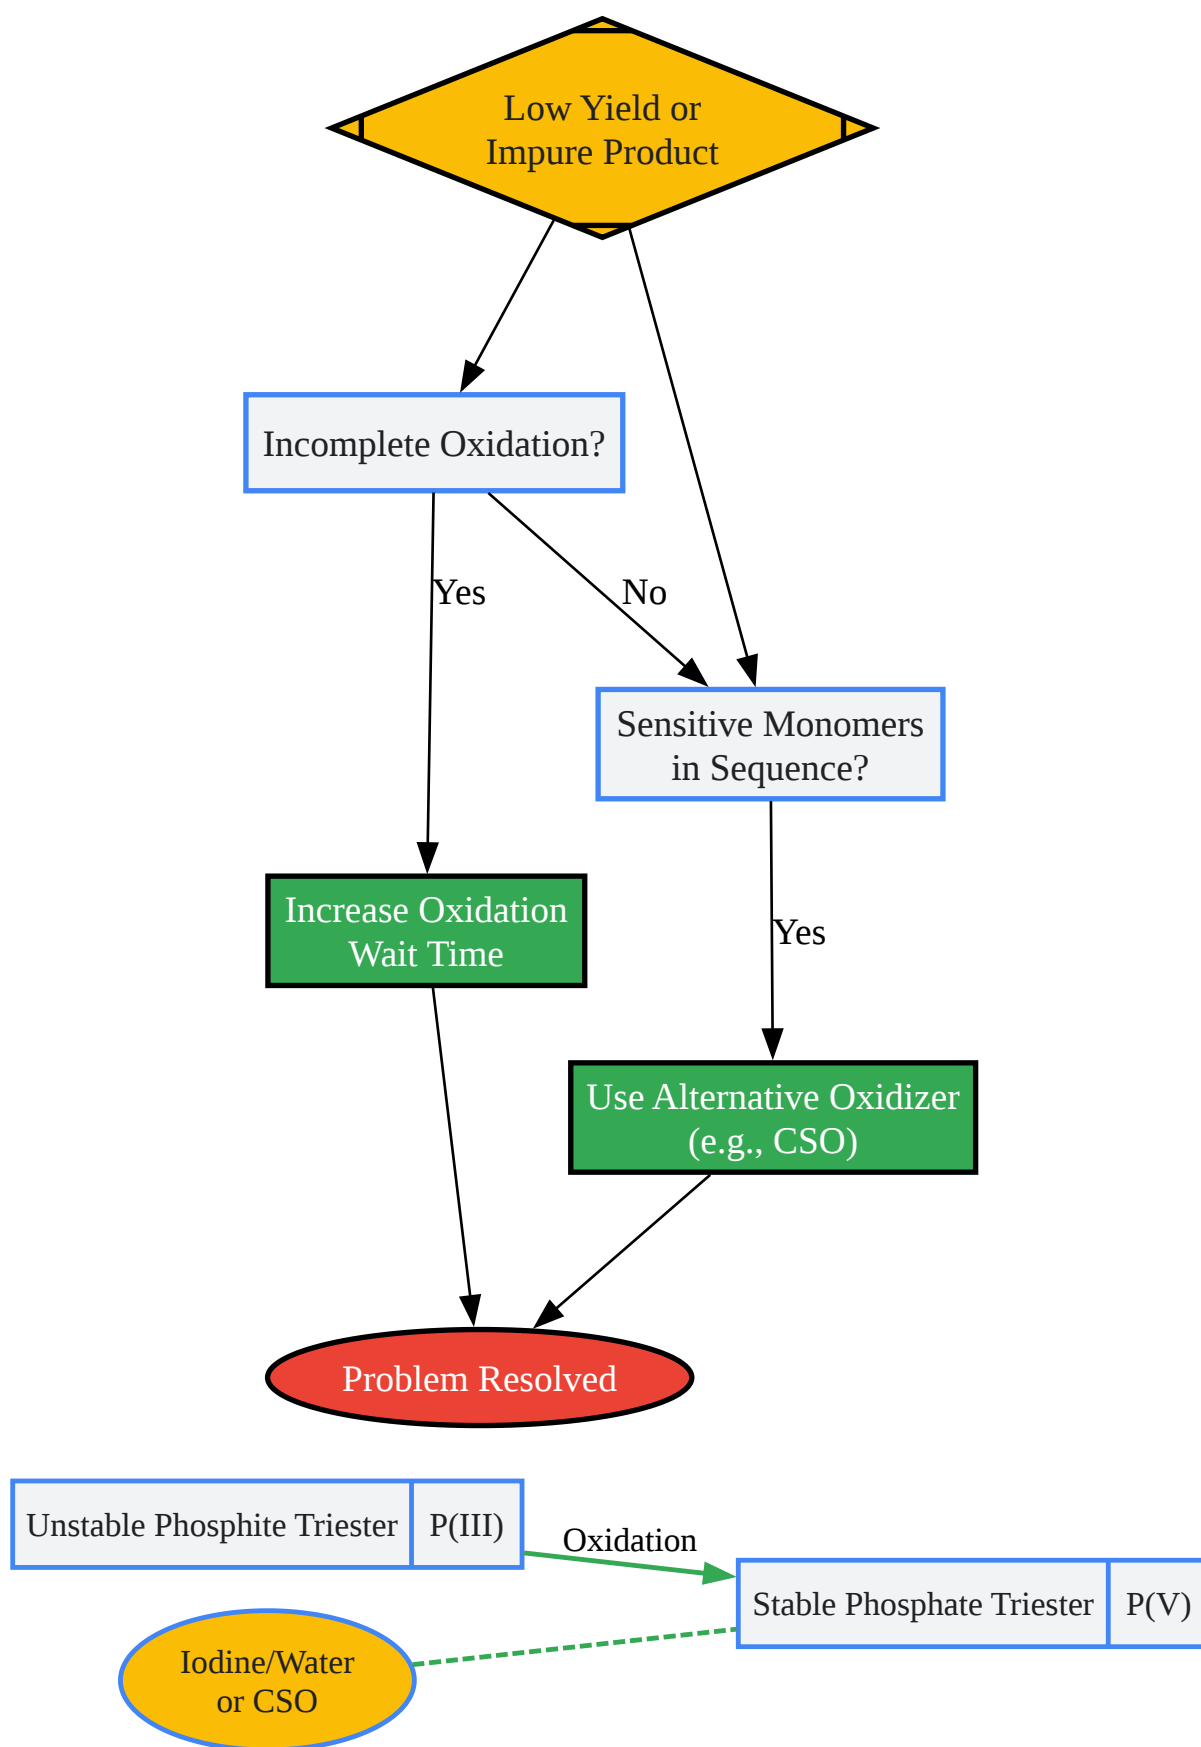 Low Yield or
Impure Product
Incomplete Oxidation?
Yes
No
Sensitive Monomers
in Sequence?
Increase Oxidation
Wait Time
Yes
Use Alternative Oxidizer
(e.g., CSO)
Problem Resolved
Unstable Phosphite Triester
P(III)
Oxidation
Stable Phosphate Triester
P(V)
Iodine/Water
or CSO